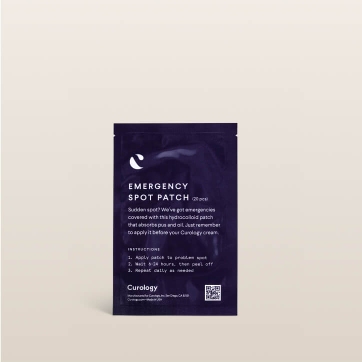 EMERGENCY
SPOT PATCH (20 pcs)
Sudden spot? We've got emergencies
covered with this hydrocolloid patch
that absorbs pus and oil. Just remember
to apply it before your Curology cream.
INSTRUCTIONS
1. Apply patch to problem spot
2. Wait 6-24 hours, then peel off
3. Repeat daily as needed
Curology